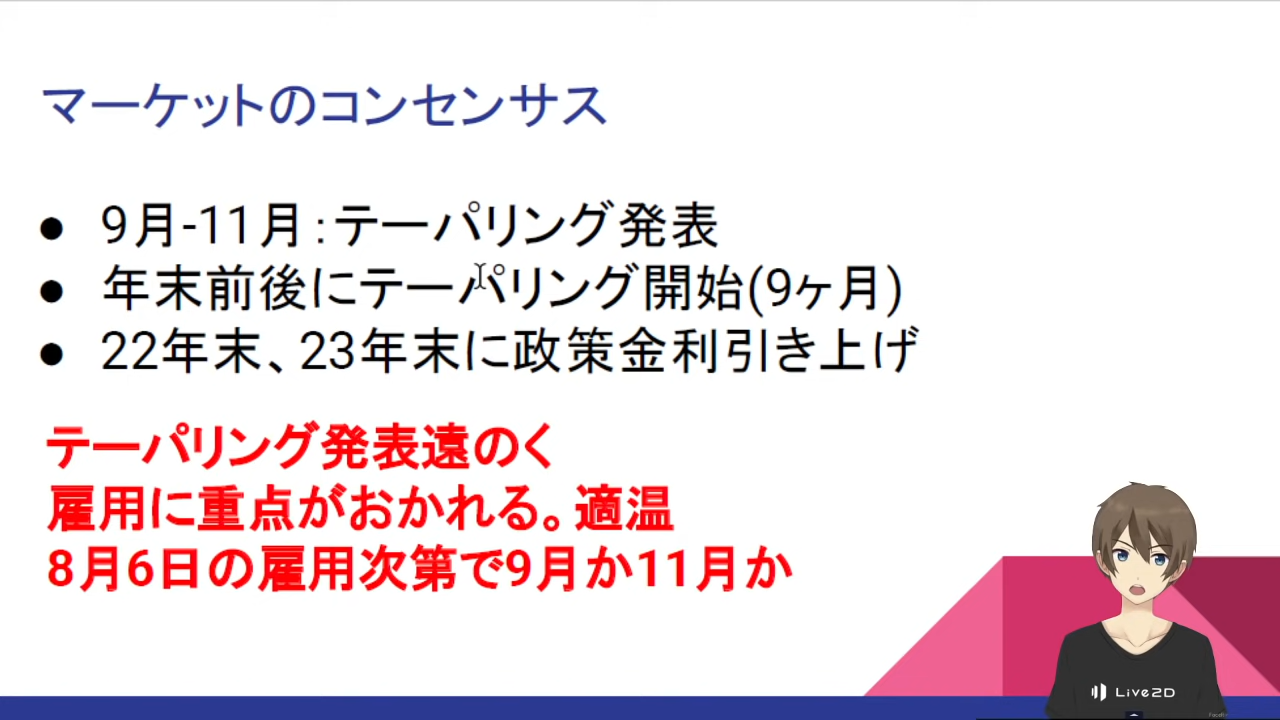 マーケットのコンセンサス
● 9月-11月：テーパリング発表
● 年末前後にテーパリング開始(9ヶ月)
● 22年末、23年末に政策金利引き上げ
テーパリング発表遠のく
雇用に重点がおかれる。適温
8月6日の雇用次第で9月か11月か
Live2D